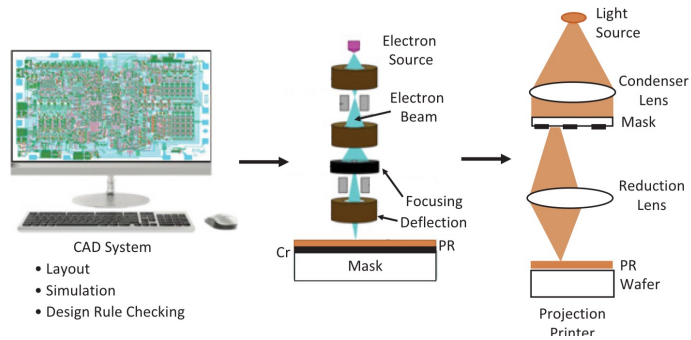 CAD System
• Layout
• Simulation
• Design Rule Checking
Electron
Source
Electron
Beam
Focusing
Deflection
PR
Cr
Mask
Light
Source
Condenser
Lens
Mask
Reduction
Lens
PR
Wafer
Projection
Printer